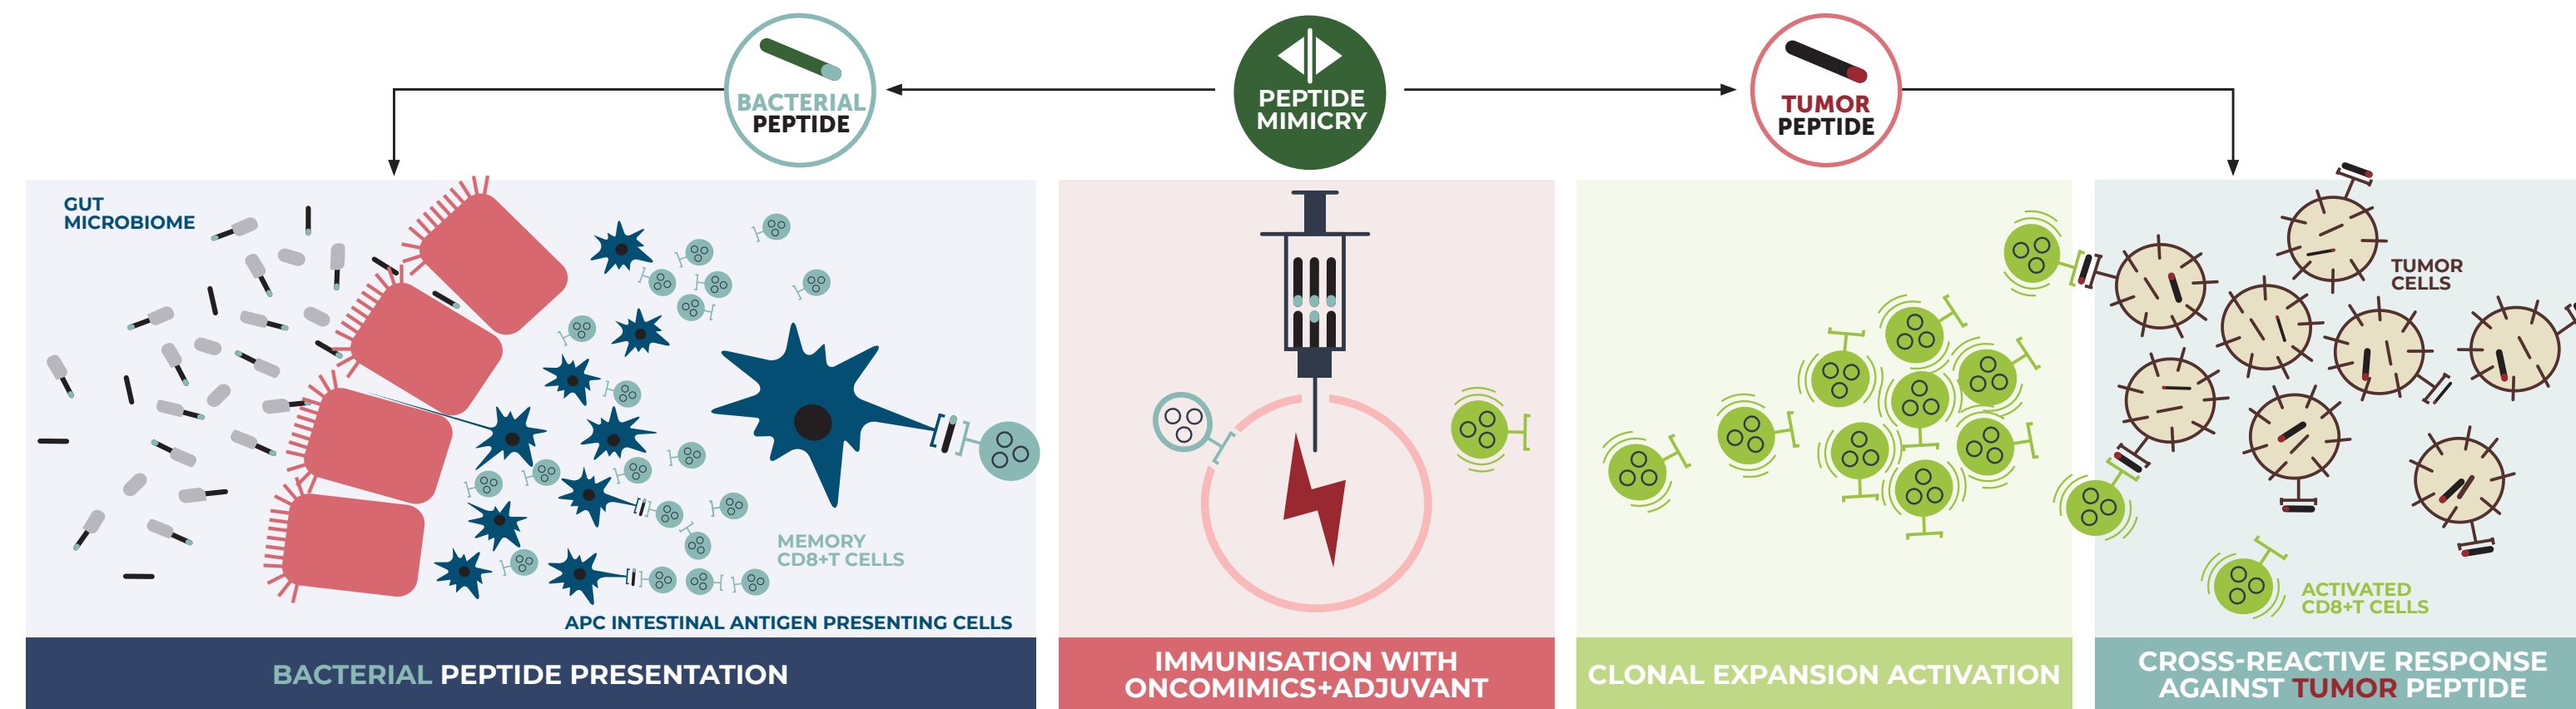 BACTERIAL
PEPTIDE
PEPTIDE
MIMICRY
TUMOR
PEPTIDE
GUT
MICROBIOME
MEMORY
CD8+T CELLS
APC INTESTINAL ANTIGEN PRESENTING CELLS
TUMOR
CELLS
ACTIVATED
CD8+T CELLS
BACTERIAL PEPTIDE PRESENTATION
IMMUNISATION WITH
ONCOMIMICS+ADJUVANT
CLONAL EXPANSION ACTIVATION
CROSS-REACTIVE RESPONSE
AGAINST TUMOR PEPTIDE